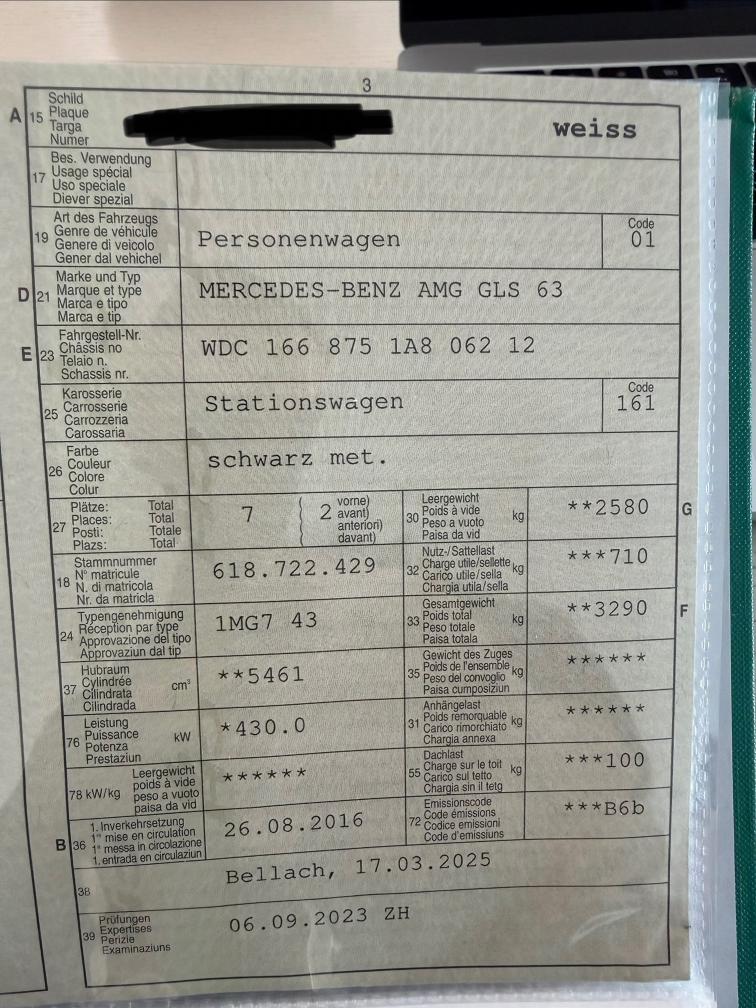 3
A 15 Schild
Plaque
Targa
Numer
weiss
17 Bes. Verwendung
Usage spécial
Uso speciale
Diever spezial
19 Art des Fahrzeugs
Genre de véhicule
Genere di veicolo
Gener dal vehichel
Personenwagen
Code
01
D 21 Marke und Typ
Marque et type
Marca e tipo
Marca e tip
MERCEDES-BENZ AMG GLS 63
E 23 Fahrgestell-Nr.
Châssis no
Telaio n.
Schassis nr.
WDC 166 875 1A8 062 12
25 Karosserie
Carrosserie
Carrozzeria
Carossaria
Stationswagen
Code
161
26 Farbe
Couleur
Colore
Colur
schwarz met.
27 Plätze: Total
Places: Total
Posti: Totale
Plazs: Total
7
2 vorne)
avant)
anteriori)
davant)
30 Leergewicht
Poids à vide
Peso a vuoto
Paisa da vid
kg
**2580
G
18 Stammnummer
N° matricule
N. di matricola
Nr. da matricla
618.722.429
32 Nutz-/Sattellast
Charge utile/sellette
Carico utile/sella
Chargia utila/sella
kg
***710
24 Typengenehmigung
Réception par type
Approvazione del tipo
Approvaziun dal tip
1MG7 43
33 Gesamtgewicht
Poids total
Peso totale
Paisa totala
kg
**3290
F
37 Hubraum
Cylindrée
Cilindrata
Cilindrada
cm³
**5461
35 Gewicht des Zuges
Poids de l'ensemble
Peso del convoglio
Paisa cumposiziun
kg
******
76 Leistung
Puissance
Potenza
Prestaziun
kW
*430.0
31 Anhängelast
Poids remorquable
Carico rimorchiato
Chargia annexa
kg
******
78 kW/kg Leergewicht
poids à vide
peso a vuoto
paisa da vid
******
55 Dachlast
Charge sur le toit
Carico sul tetto
Chargia sin il tetg
kg
***100
B 36 1. Inverkehrsetzung
1re mise en circulation
1a messa in circolazione
1. entrada en circulaziun
26.08.2016
72 Emissionscode
Code émissions
Codice emissioni
Code d'emissiuns
***B6b
38
Bellach, 17.03.2025
39 Prüfungen
Expertises
Perizie
Examinaziuns
06.09.2023 ZH